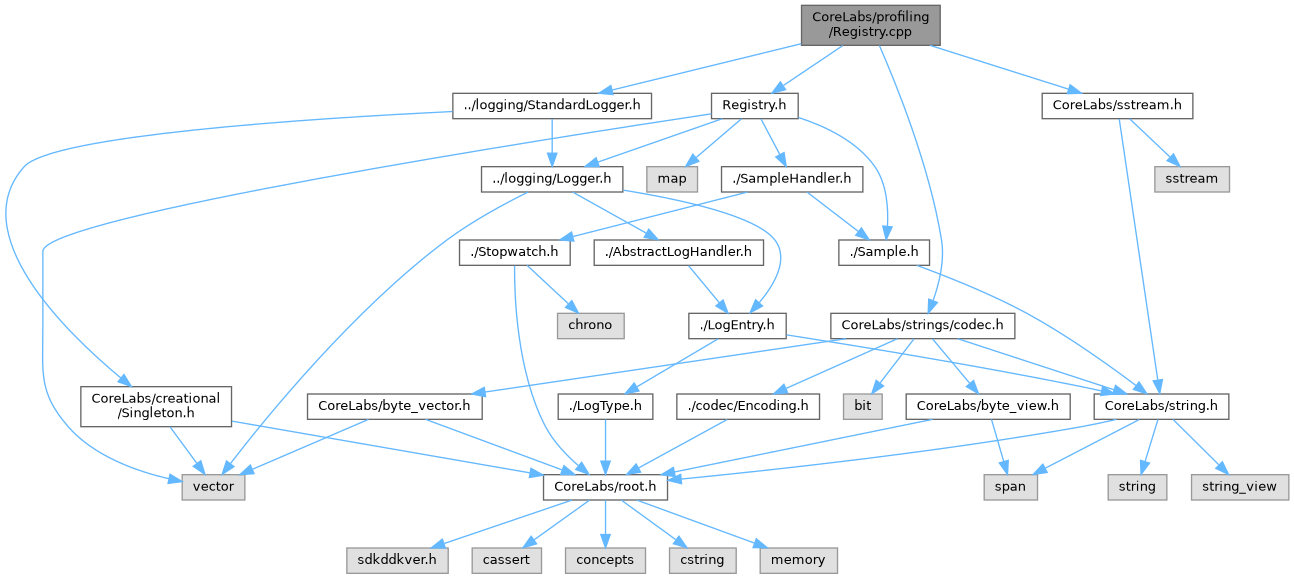 CoreLabs/profiling
/Registry.cpp
../logging/StandardLogger.h
Registry.h
CoreLabs/sstream.h
../logging/Logger.h
map
./SampleHandler.h
sstream
./Stopwatch.h
./AbstractLogHandler.h
./Sample.h
chrono
./LogEntry.h
CoreLabs/strings/codec.h
CoreLabs/creational
/Singleton.h
CoreLabs/byte_vector.h
./LogType.h
./codec/Encoding.h
bit
CoreLabs/byte_view.h
CoreLabs/string.h
vector
CoreLabs/root.h
span
string
string_view
sdkddkver.h
cassert
concepts
cstring
memory